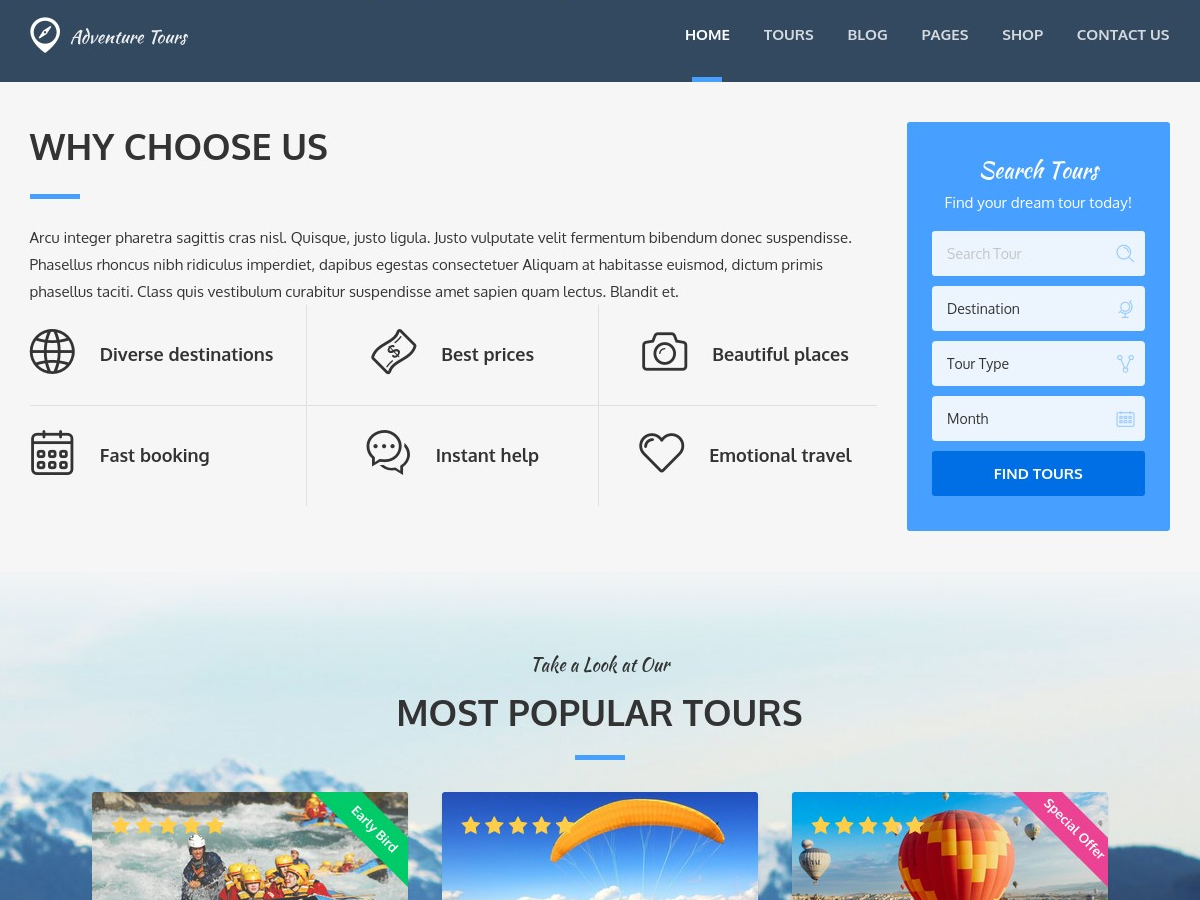 Adventure Tours
HOME TOURS BLOG PAGES SHOP CONTACT US
WHY CHOOSE US
Arcu integer pharetra sagittis cras nisl. Quisque, justo ligula. Justo vulputate velit fermentum bibendum donec suspendisse.
Phasellus rhoncus nibh ridiculus imperdiet, dapibus egestas consectetuer Aliquam at habitasse euismod, dictum primis
phasellus taciti. Class quis vestibulum curabitur suspendisse amet sapien quam lectus. Blandit et.
Diverse destinations
Best prices
Beautiful places
Fast booking
Instant help
Emotional travel
Search Tours
Find your dream tour today!
Search Tour
Destination
Tour Type
Month
FIND TOURS
Take a Look at Our
MOST POPULAR TOURS
Early Bird
Special Offer